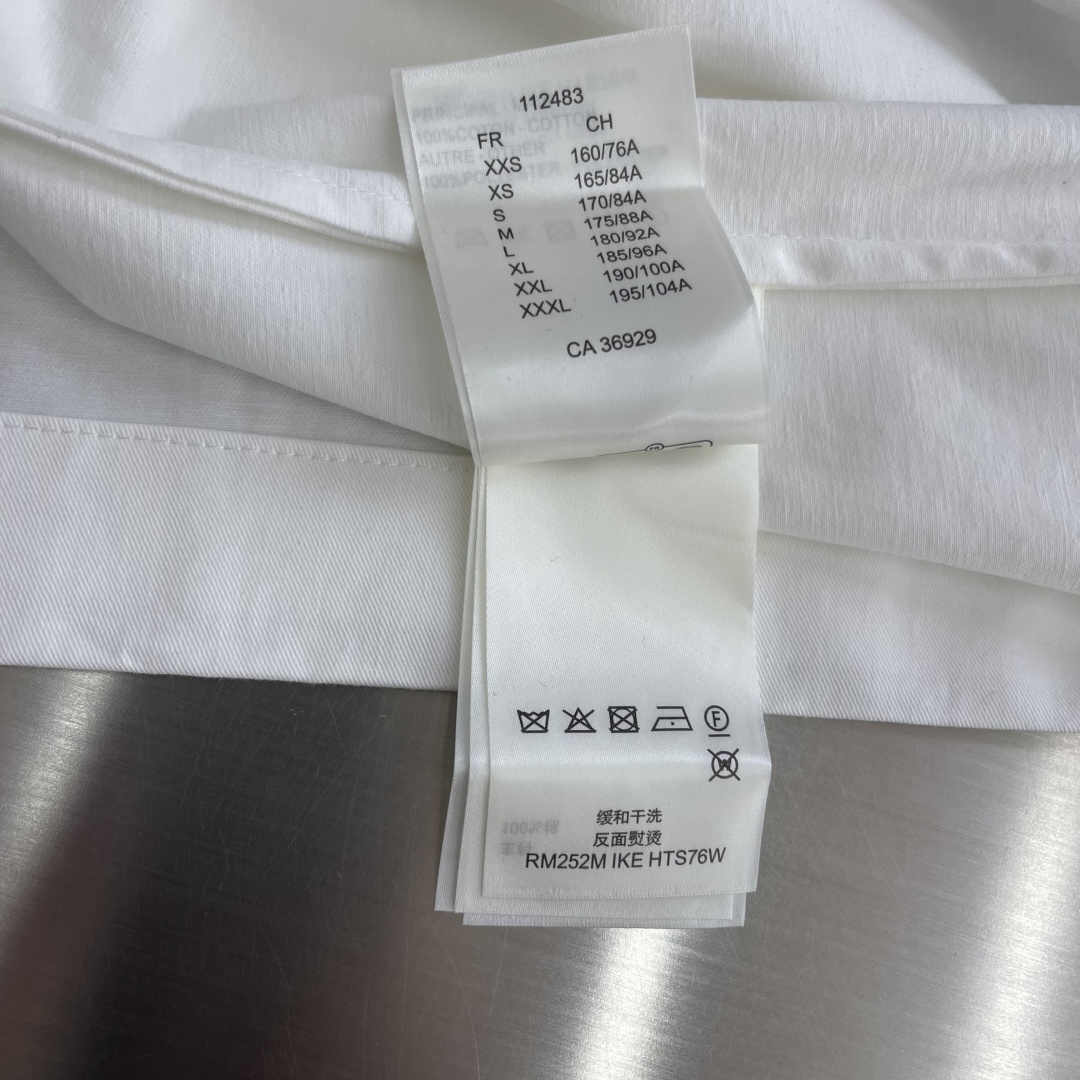 112483
FR CH
XXS 160/76A
XS 165/84A
S 170/84A
M 175/88A
L 180/92A
XL 185/96A
XXL 190/100A
XXXL 195/104A
CA 36929
F
W
缓和干洗
反面熨烫
RM252M IKE HTS76W